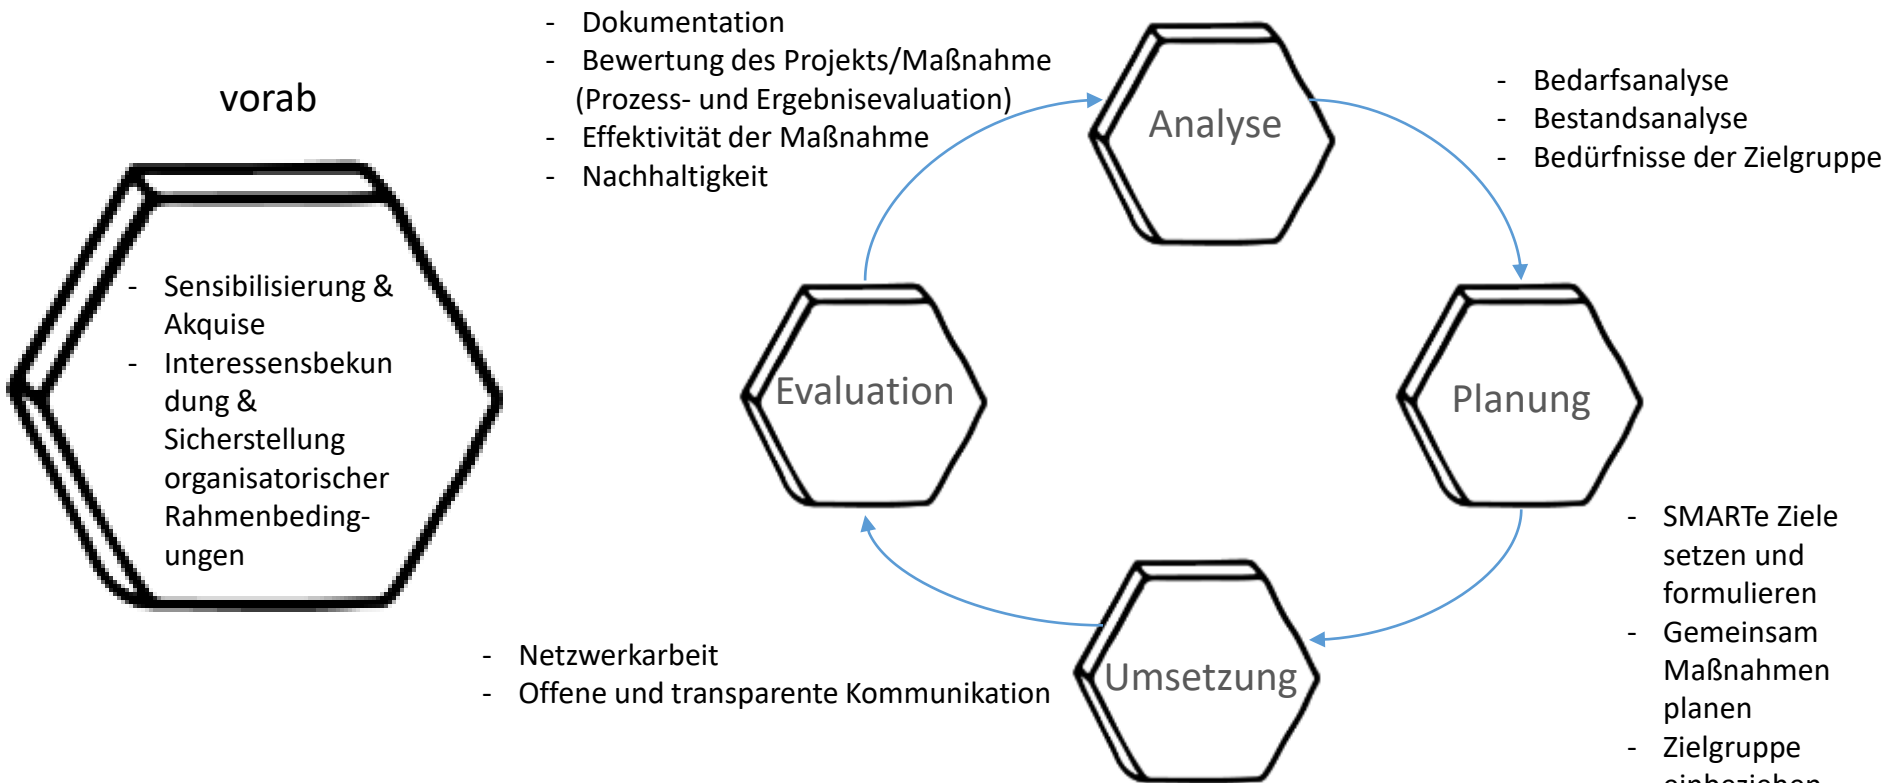 vorab
- Sensibilisierung &
Akquise
- Interessensbekun
dung &
Sicherstellung
organisatorischer
Rahmenbeding-
ungen
- Dokumentation
- Bewertung des Projekts/Maßnahme
(Prozess- und Ergebnisevaluation)
- Effektivität der Maßnahme
- Nachhaltigkeit
Analyse
- Bedarfsanalyse
- Bestandsanalyse
- Bedürfnisse der Zielgruppe
Evaluation
Planung
- SMARTe Ziele
setzen und
formulieren
- Gemeinsam
Maßnahmen
planen
- Zielgruppe
einbeziehen
Umsetzung
- Netzwerkarbeit
- Offene und transparente Kommunikation